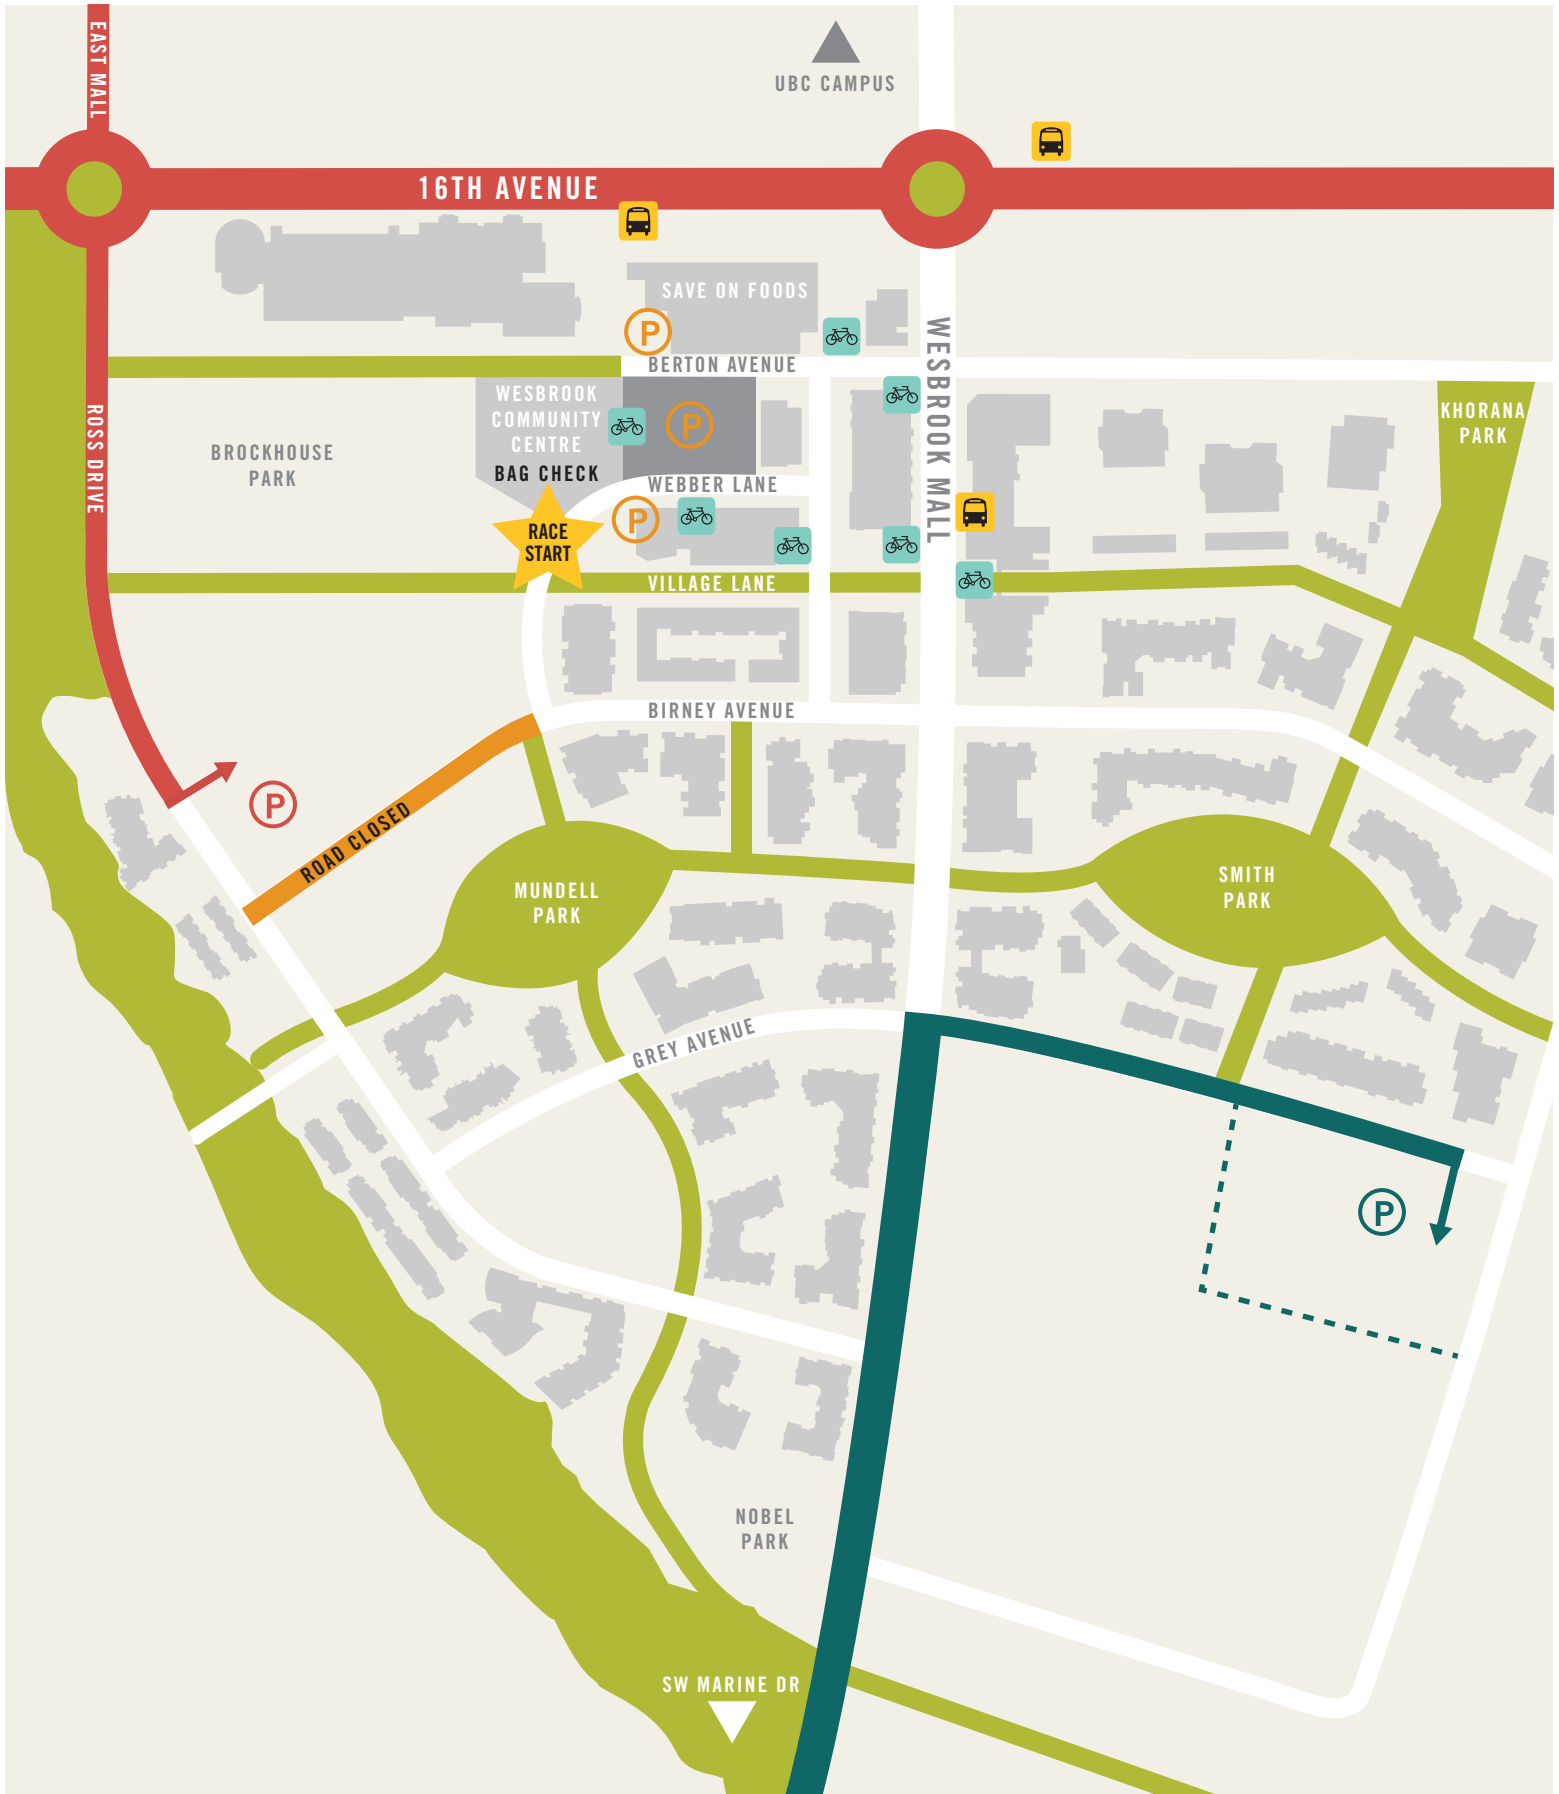 EAST MALL
UBC CAMPUS
16TH AVENUE
SAVE ON FOODS
P
BERTON AVENUE
WESBROOK MALL
WESBROOK
COMMUNITY
CENTRE
BAG CHECK
P
KHORANA
PARK
ROSS DRIVE
BROCKHOUSE
PARK
WEBBER LANE
P
RACE
START
VILLAGE LANE
BIRNEY AVENUE
P
ROAD CLOSED
MUNDELL
PARK
SMITH
PARK
GREY AVENUE
P
NOBEL
PARK
SW MARINE DR